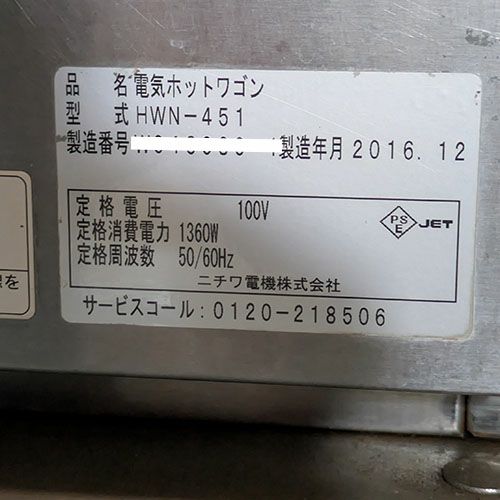 品名 電気ホットワゴン
型式 HWN-451
製造番号 製造年月 2016.12
定格電圧 100V
定格消費電力 1360W
定格周波数 50/60Hz
PSE JET
ニチワ電機株式会社
サービスコール:0120-218506
を